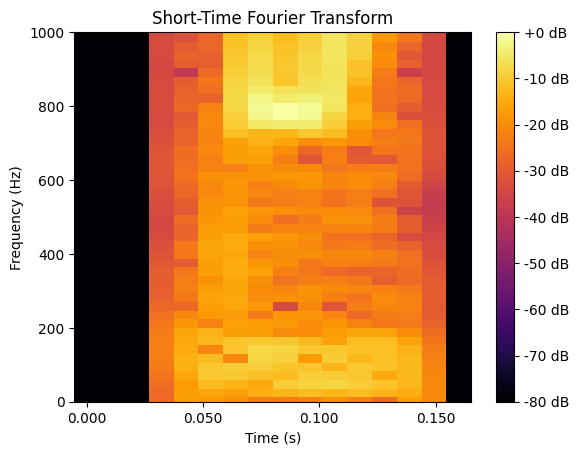 Short-Time Fourier Transform
1000
800
600
400
200
0
Frequency (Hz)
0.000
0.050
0.100
0.150
Time (s)
+0 dB
-10 dB
-20 dB
-30 dB
-40 dB
-50 dB
-60 dB
-70 dB
-80 dB